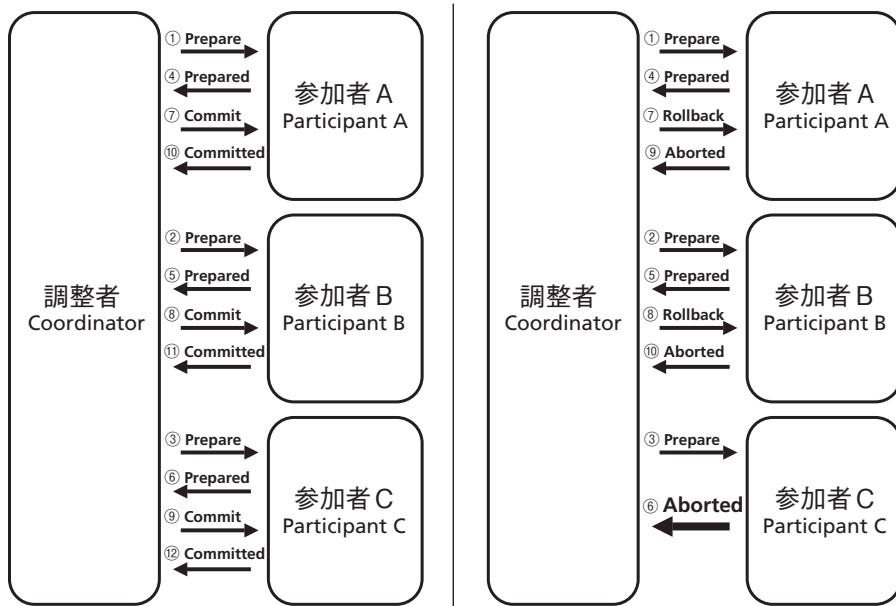 調整者
Coordinator
① Prepare
④ Prepared
⑦ Commit
⑩ Committed
参加者 A
Participant A
② Prepare
⑤ Prepared
⑧ Commit
⑪ Committed
参加者 B
Participant B
③ Prepare
⑥ Prepared
⑨ Commit
⑫ Committed
参加者 C
Participant C
調整者
Coordinator
① Prepare
④ Prepared
⑦ Rollback
⑨ Aborted
参加者 A
Participant A
② Prepare
⑤ Prepared
⑧ Rollback
⑩ Aborted
参加者 B
Participant B
③ Prepare
⑥ Aborted
参加者 C
Participant C